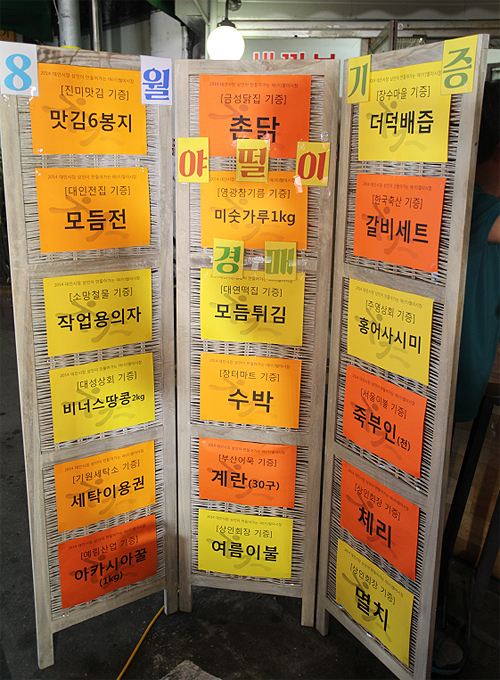 8월
기증
야떨이
경매
[진미맛김 기증]
맛김6봉지
[대인전집 기증]
모듬전
[소망철물 기증]
작업용의자
[대성상회 기증]
비너스땅콩2kg
[기원세탁소 기증]
세탁이용권
[예림산업 기증]
아카시아꿀
(1kg)
[금성닭집 기증]
촌닭
[영광참기름 기증]
미숫가루1kg
[대연떡집 기증]
모듬튀김
[장터마트 기증]
수박
[부산어묵 기증]
계란(30구)
[상인회장 기증]
여름이불
[장수마을 기증]
더덕배즙
[한국축산 기증]
갈비세트
[주영상회 기증]
홍어사시미
[서울이불 기증]
죽부인(천)
[상인회장 기증]
체리
[상인회장 기증]
멸치